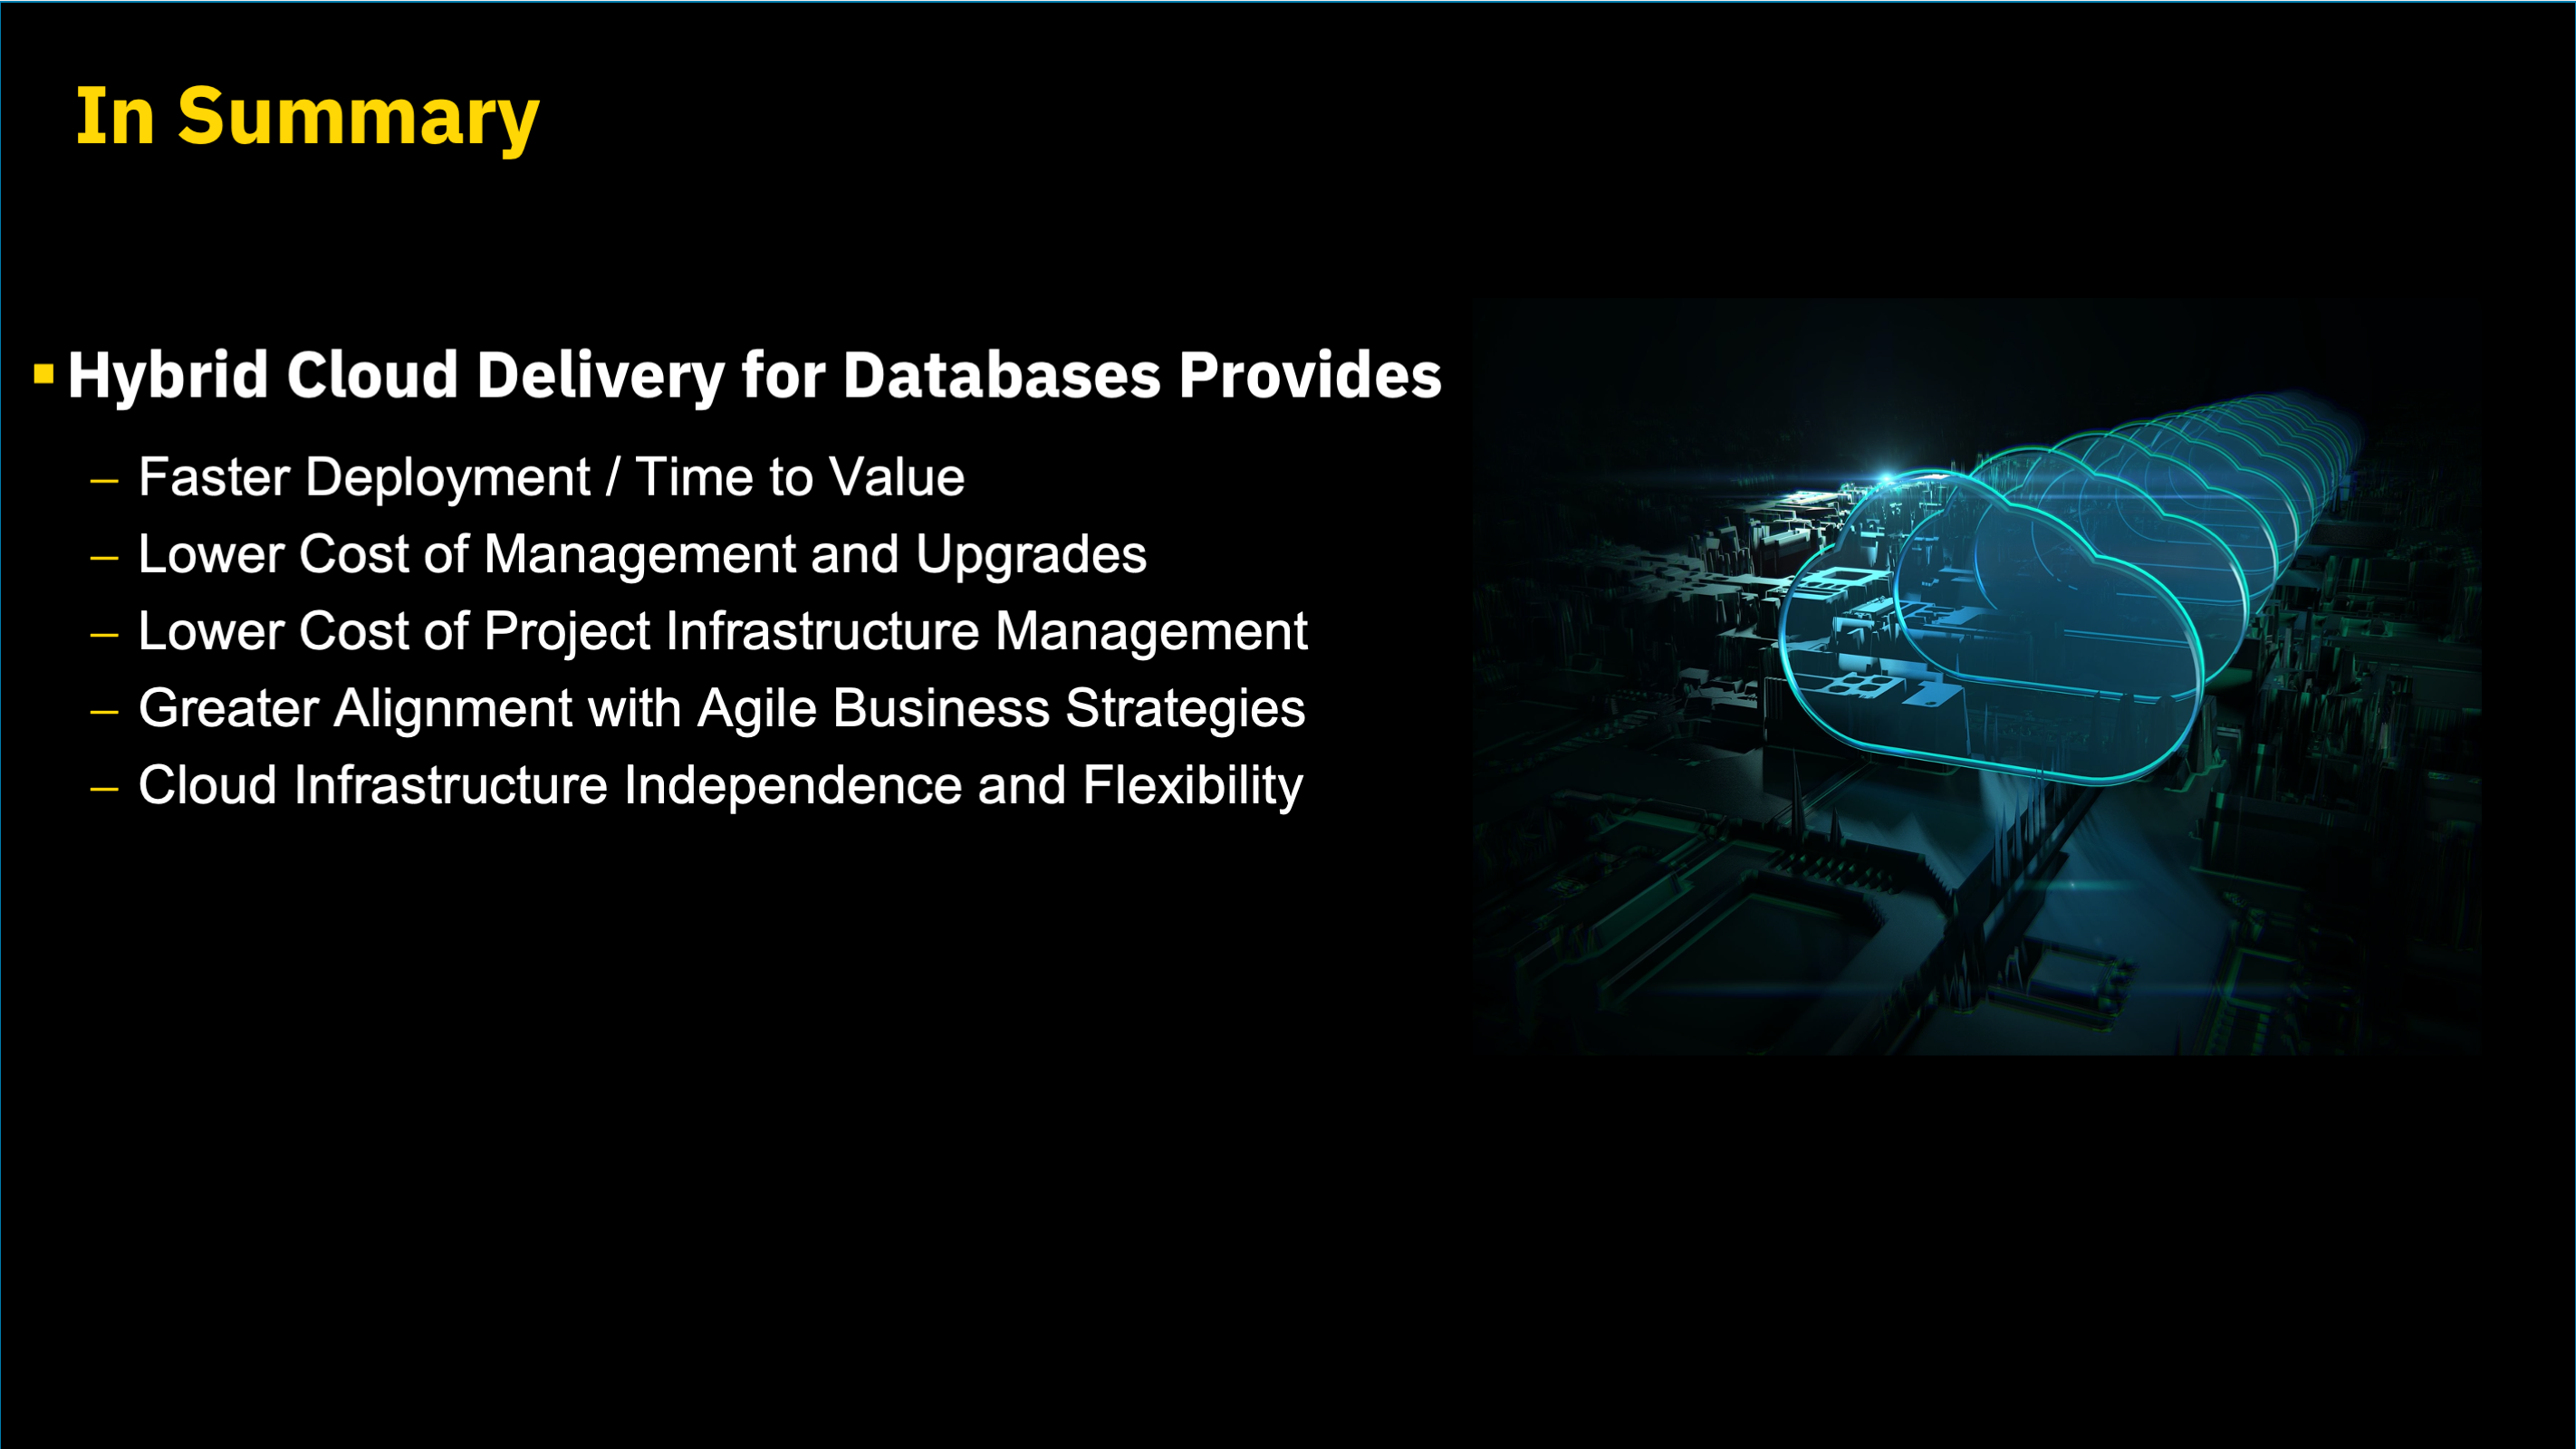 In Summary
▪ Hybrid Cloud Delivery for Databases Provides
– Faster Deployment / Time to Value
– Lower Cost of Management and Upgrades
– Lower Cost of Project Infrastructure Management
– Greater Alignment with Agile Business Strategies
– Cloud Infrastructure Independence and Flexibility